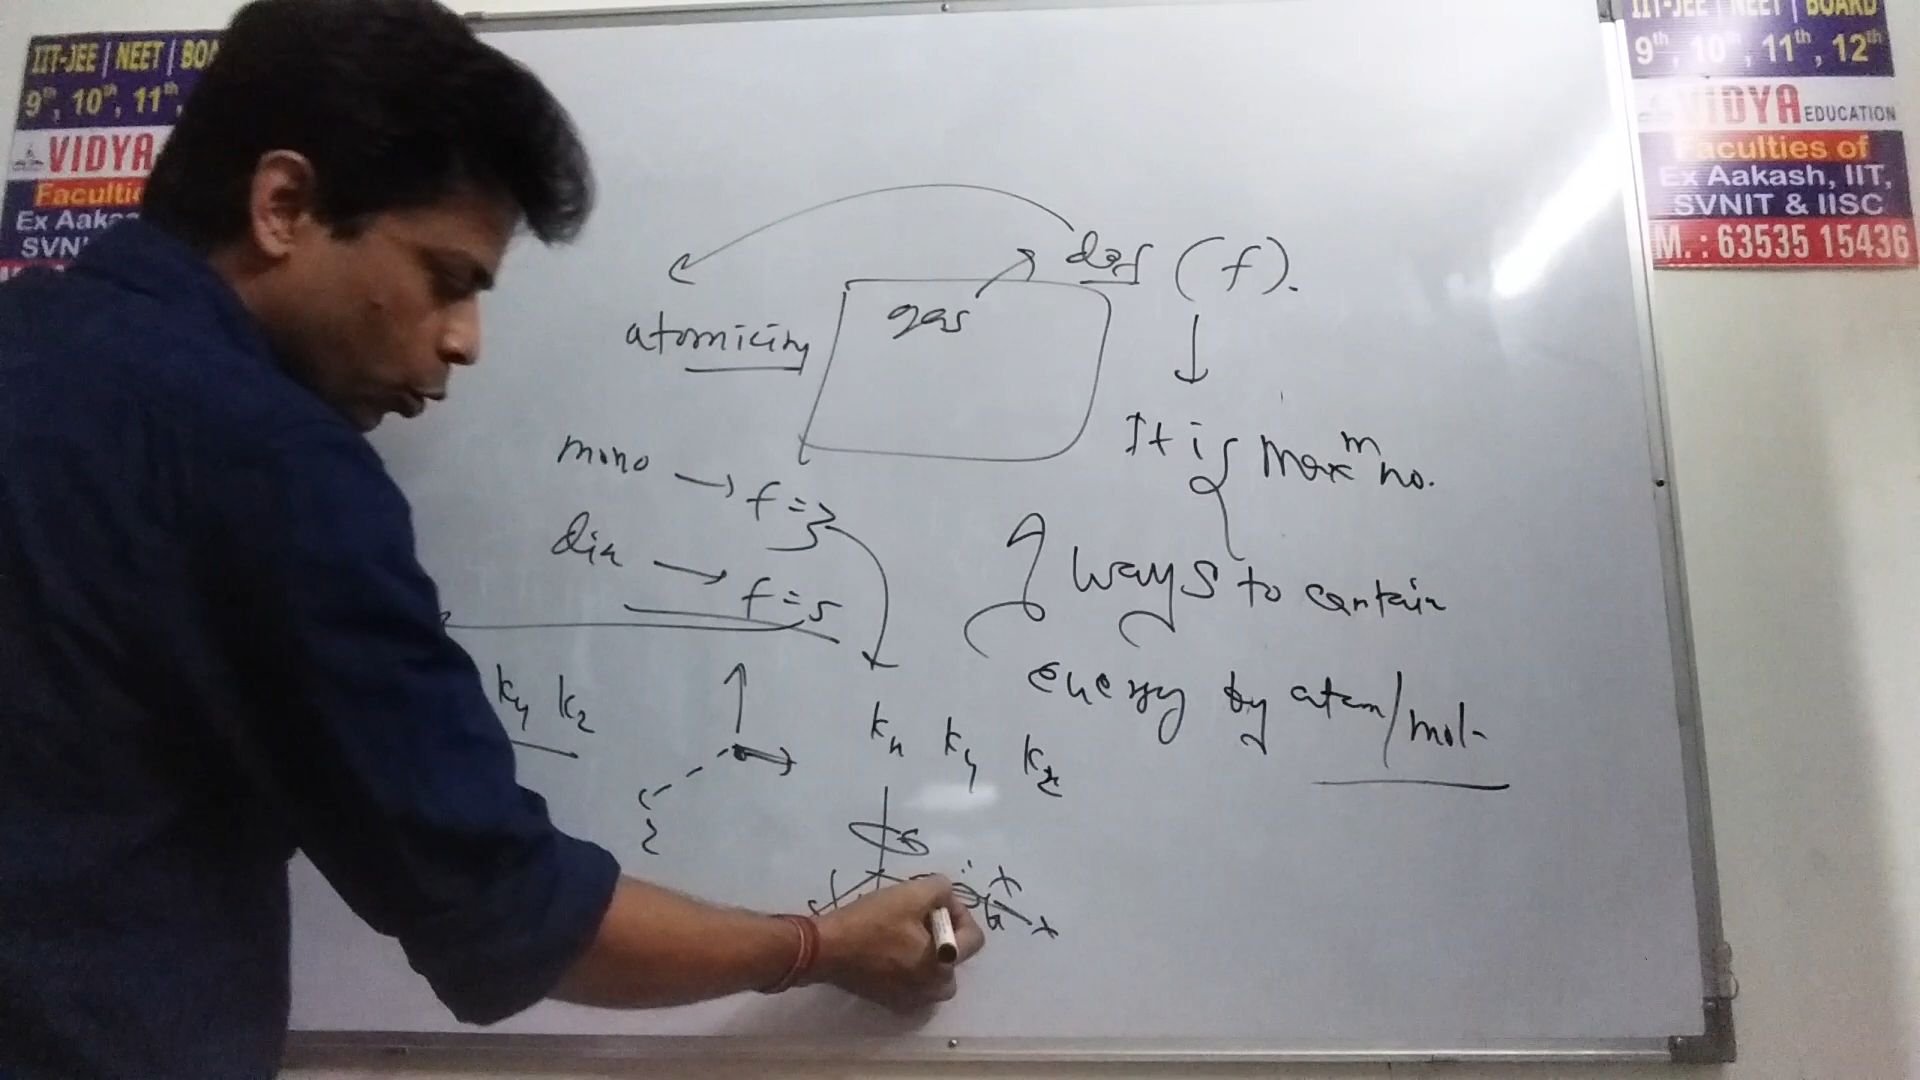 IIT-JEE | NEET | BOA
9th, 10th, 11th,
VIDYA
Faculti
Ex Aakas
SVNI
IIT-JEE | NEET | BOARD
9th, 10th, 11th, 12th
VIDYA EDUCATION
Faculties of
Ex Aakash, IIT,
SVNIT & IISC
M. : 63535 15436
dof (f).
gas
atomicity
It is maxm no.
ways to contain
energy by atom/mol.
mono → f = 3
dia → f = 5
ky kz
kx ky kz
z
x